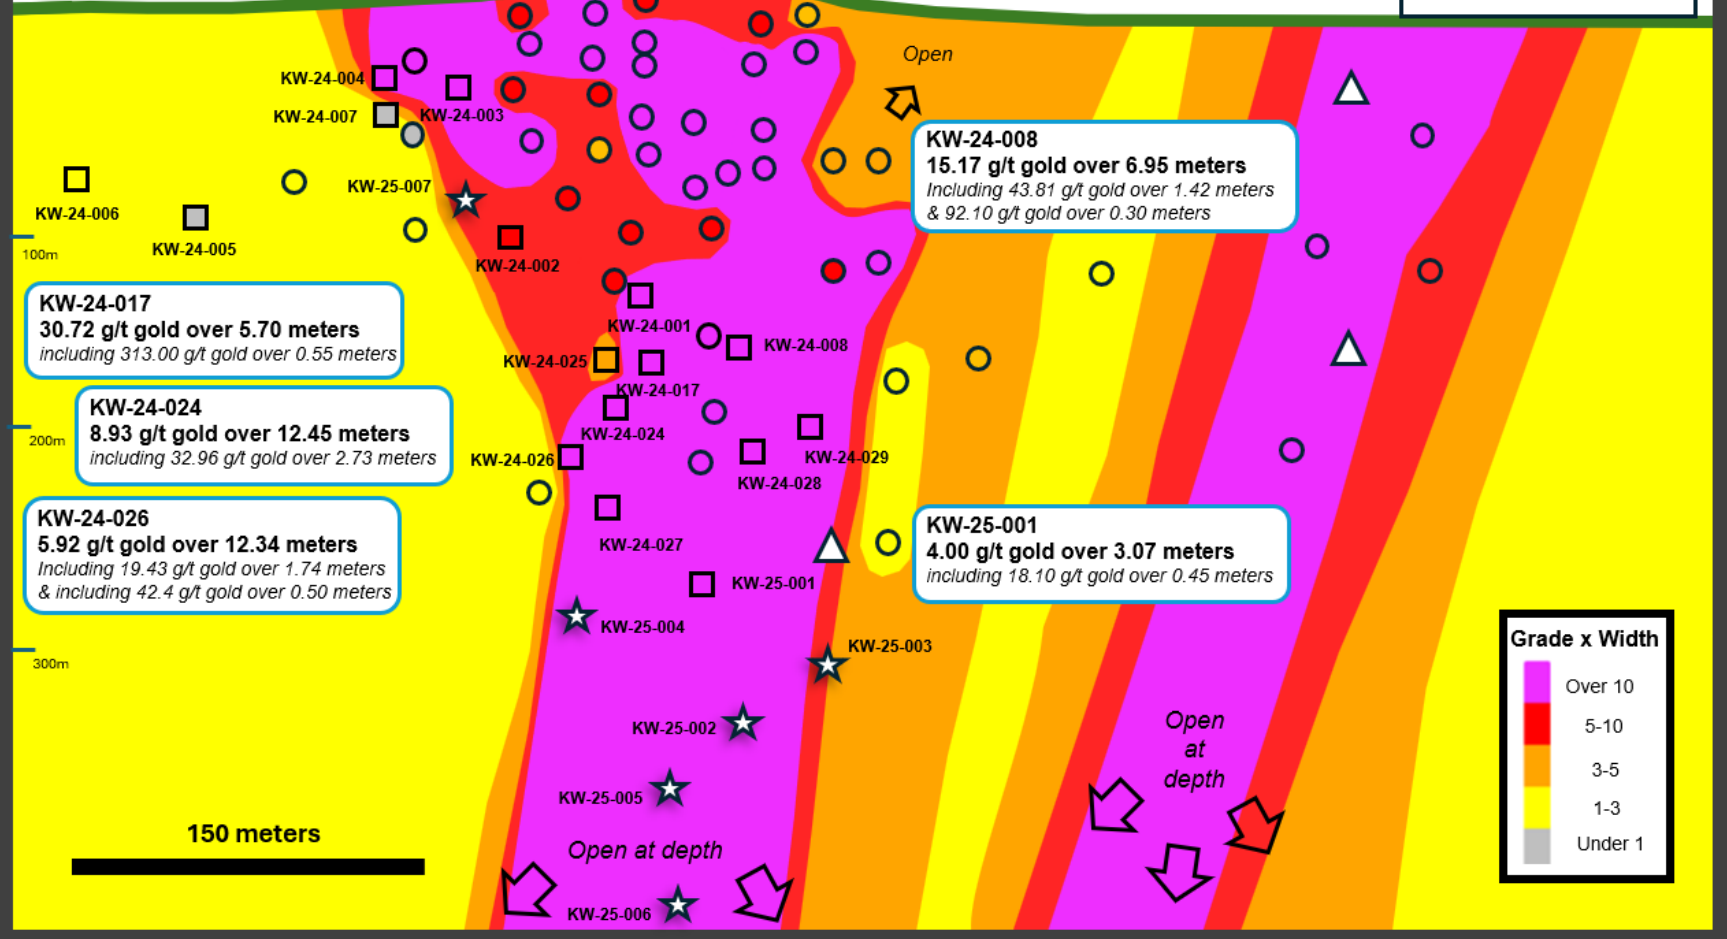 Open
KW-24-004
KW-24-007
KW-24-003
KW-24-008
15.17 g/t gold over 6.95 meters
Including 43.81 g/t gold over 1.42 meters
& 92.10 g/t gold over 0.30 meters
KW-25-007
KW-24-006
KW-24-005
100m
KW-24-002
KW-24-017
30.72 g/t gold over 5.70 meters
including 313.00 g/t gold over 0.55 meters
KW-24-001
KW-24-008
KW-24-025
KW-24-017
KW-24-024
8.93 g/t gold over 12.45 meters
including 32.96 g/t gold over 2.73 meters
200m
KW-24-024
KW-24-026
KW-24-029
KW-24-028
KW-24-026
5.92 g/t gold over 12.34 meters
Including 19.43 g/t gold over 1.74 meters
& including 42.4 g/t gold over 0.50 meters
KW-24-027
KW-25-001
4.00 g/t gold over 3.07 meters
including 18.10 g/t gold over 0.45 meters
KW-25-001
KW-25-004
KW-25-003
300m
KW-25-002
KW-25-005
Open
at
depth
Grade x Width
Over 10
5-10
3-5
1-3
Under 1
150 meters
Open at depth
KW-25-006